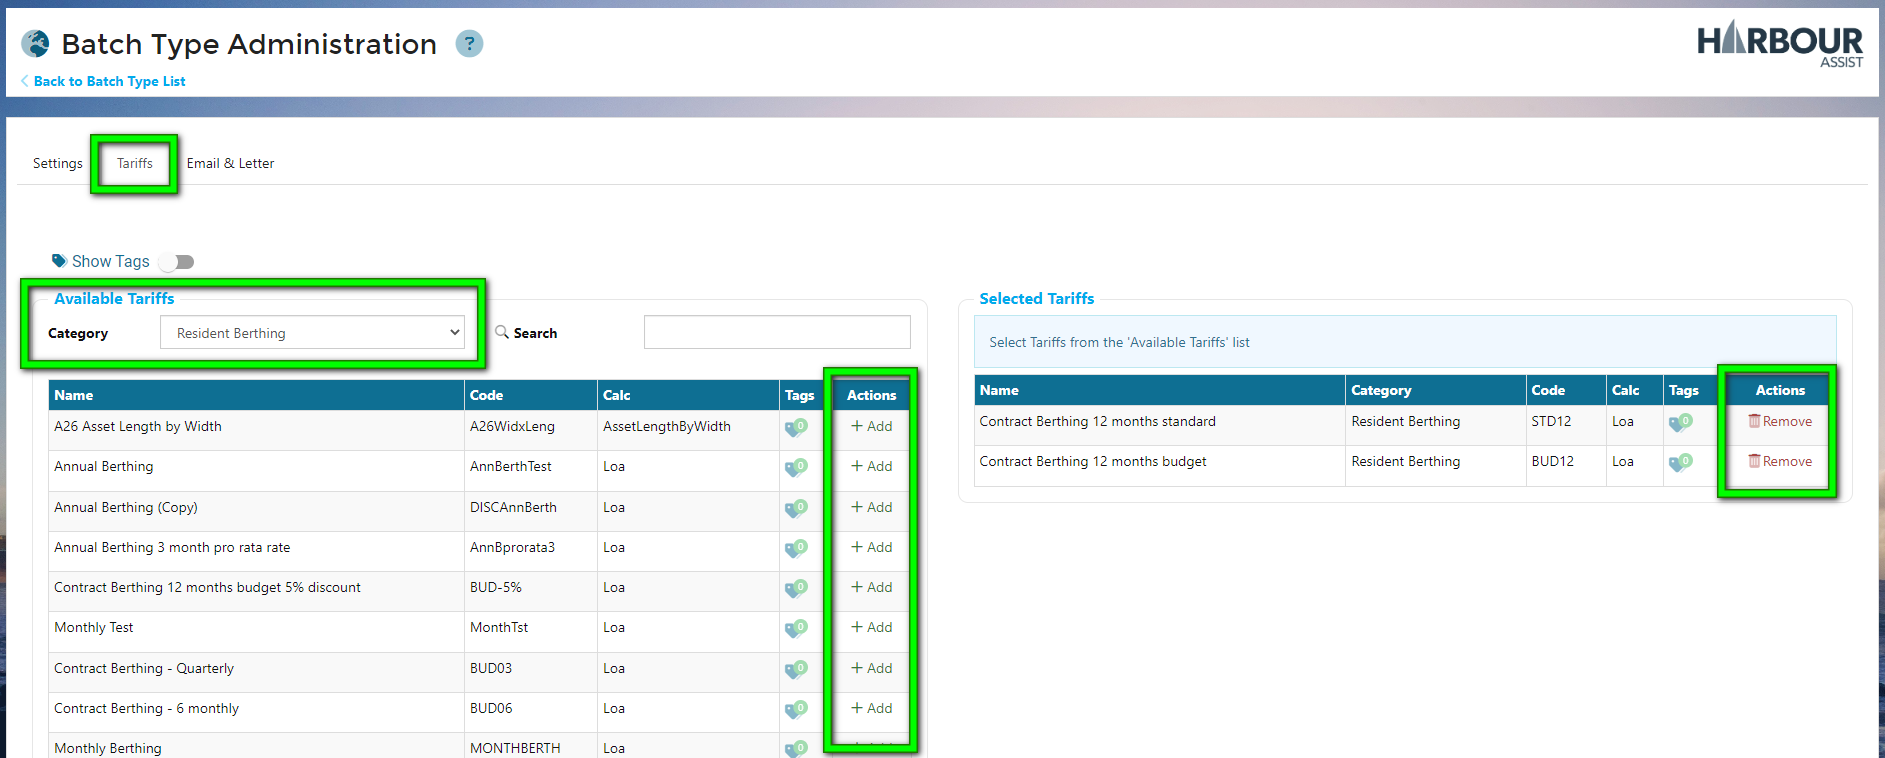 Batch Type Administration ?
HARBOUR
ASSIST
Back to Batch Type List
Settings Tariffs Email & Letter
Show Tags
Available Tariffs
Category Resident Berthing Search
Name Code Calc Tags Actions
A26 Asset Length by Width A26WidxLeng AssetLengthByWidth 0 + Add
Annual Berthing AnnBerthTest Loa 0 + Add
Annual Berthing (Copy) DISCAnnBerth Loa 0 + Add
Annual Berthing 3 month pro rata rate AnnBprorata3 Loa 0 + Add
Contract Berthing 12 months budget 5% discount BUD-5% Loa 0 + Add
Monthly Test MonthTst Loa 0 + Add
Contract Berthing - Quarterly BUD03 Loa 0 + Add
Contract Berthing - 6 monthly BUD06 Loa 0 + Add
Monthly Berthing MONTHBERTH Loa 0
Selected Tariffs
Select Tariffs from the 'Available Tariffs' list
Name Category Code Calc Tags Actions
Contract Berthing 12 months standard Resident Berthing STD12 Loa 0 Remove
Contract Berthing 12 months budget Resident Berthing BUD12 Loa 0 Remove